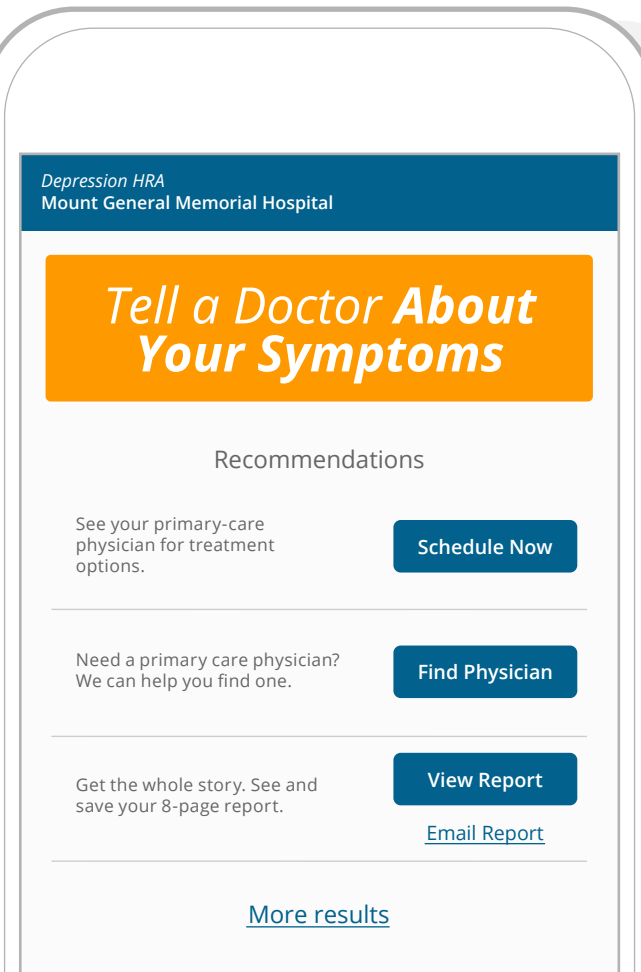 Depression HRA
Mount General Memorial Hospital
Tell a Doctor About
Your Symptoms
Recommendations
See your primary-care
physician for treatment
options.
Schedule Now
Need a primary care physician?
We can help you find one.
Find Physician
Get the whole story. See and
save your 8-page report.
View Report
Email Report
More results